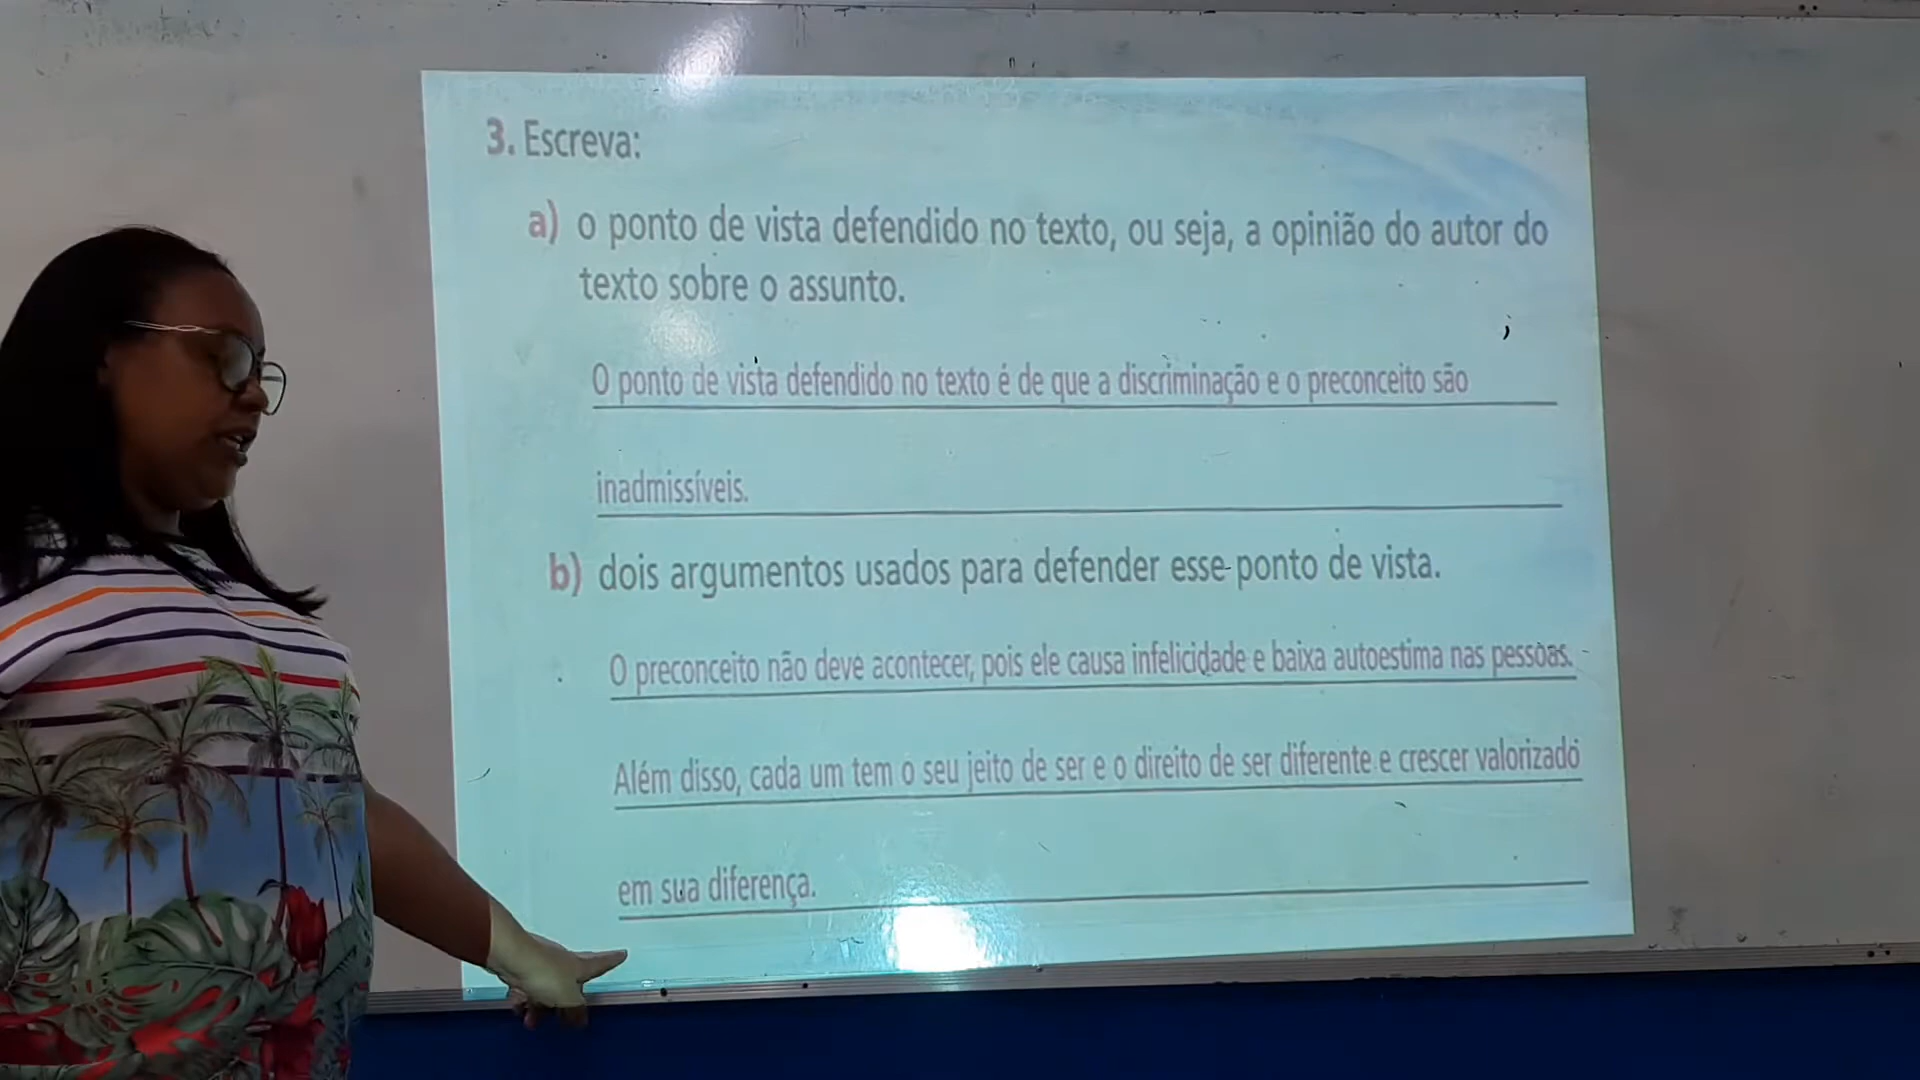 3. Escreva:
a) o ponto de vista defendido no texto, ou seja, a opinião do autor do
texto sobre o assunto.
O ponto de vista defendido no texto é de que a discriminação e o preconceito são
inadmissíveis.
b) dois argumentos usados para defender esse ponto de vista.
O preconceito não deve acontecer, pois ele causa infelicidade e baixa autoestima nas pessoas.
Além disso, cada um tem o seu jeito de ser e o direito de ser diferente e crescer valorizado
em sua diferença.